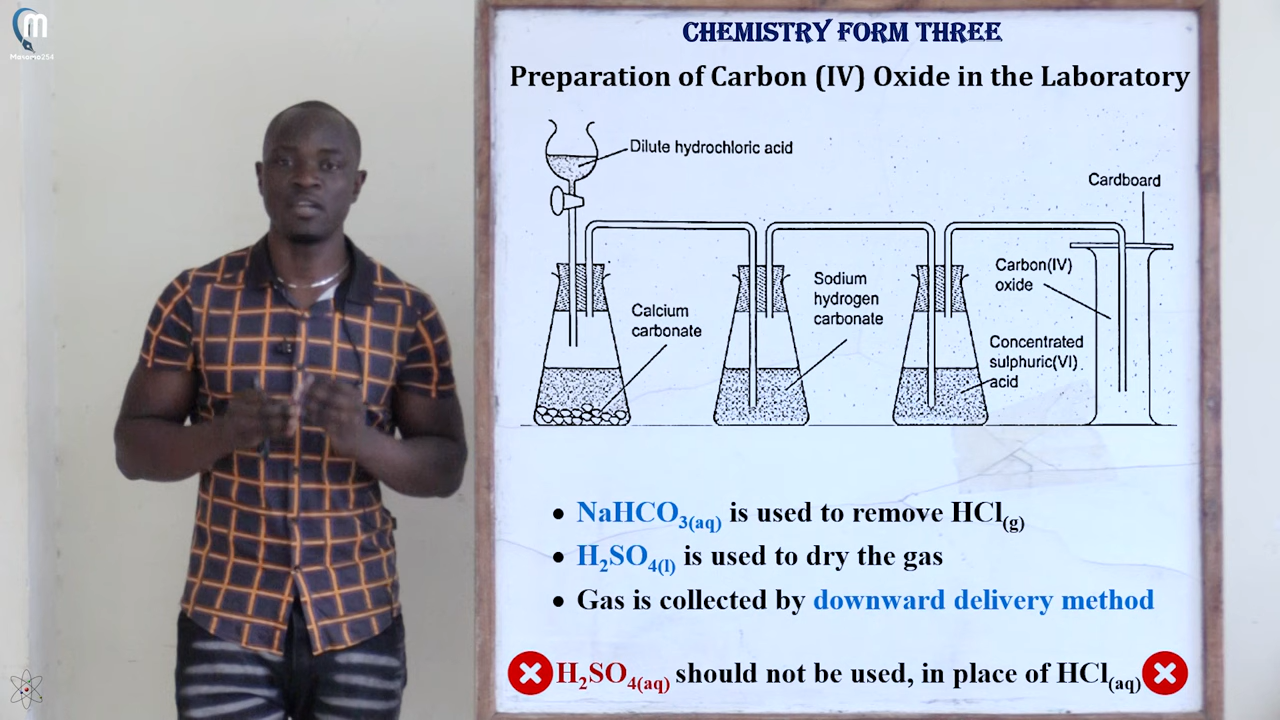 M
Masomo254
CHEMISTRY FORM THREE
Preparation of Carbon (IV) Oxide in the Laboratory
Dilute hydrochloric acid
Cardboard
Calcium
carbonate
Sodium
hydrogen
carbonate
Carbon(IV)
oxide
Concentrated
sulphuric(VI)
acid
• NaHCO₃₍aq₎ is used to remove HCl₍g₎
• H₂SO₄₍l₎ is used to dry the gas
• Gas is collected by downward delivery method
H₂SO₄₍aq₎ should not be used, in place of HCl₍aq₎